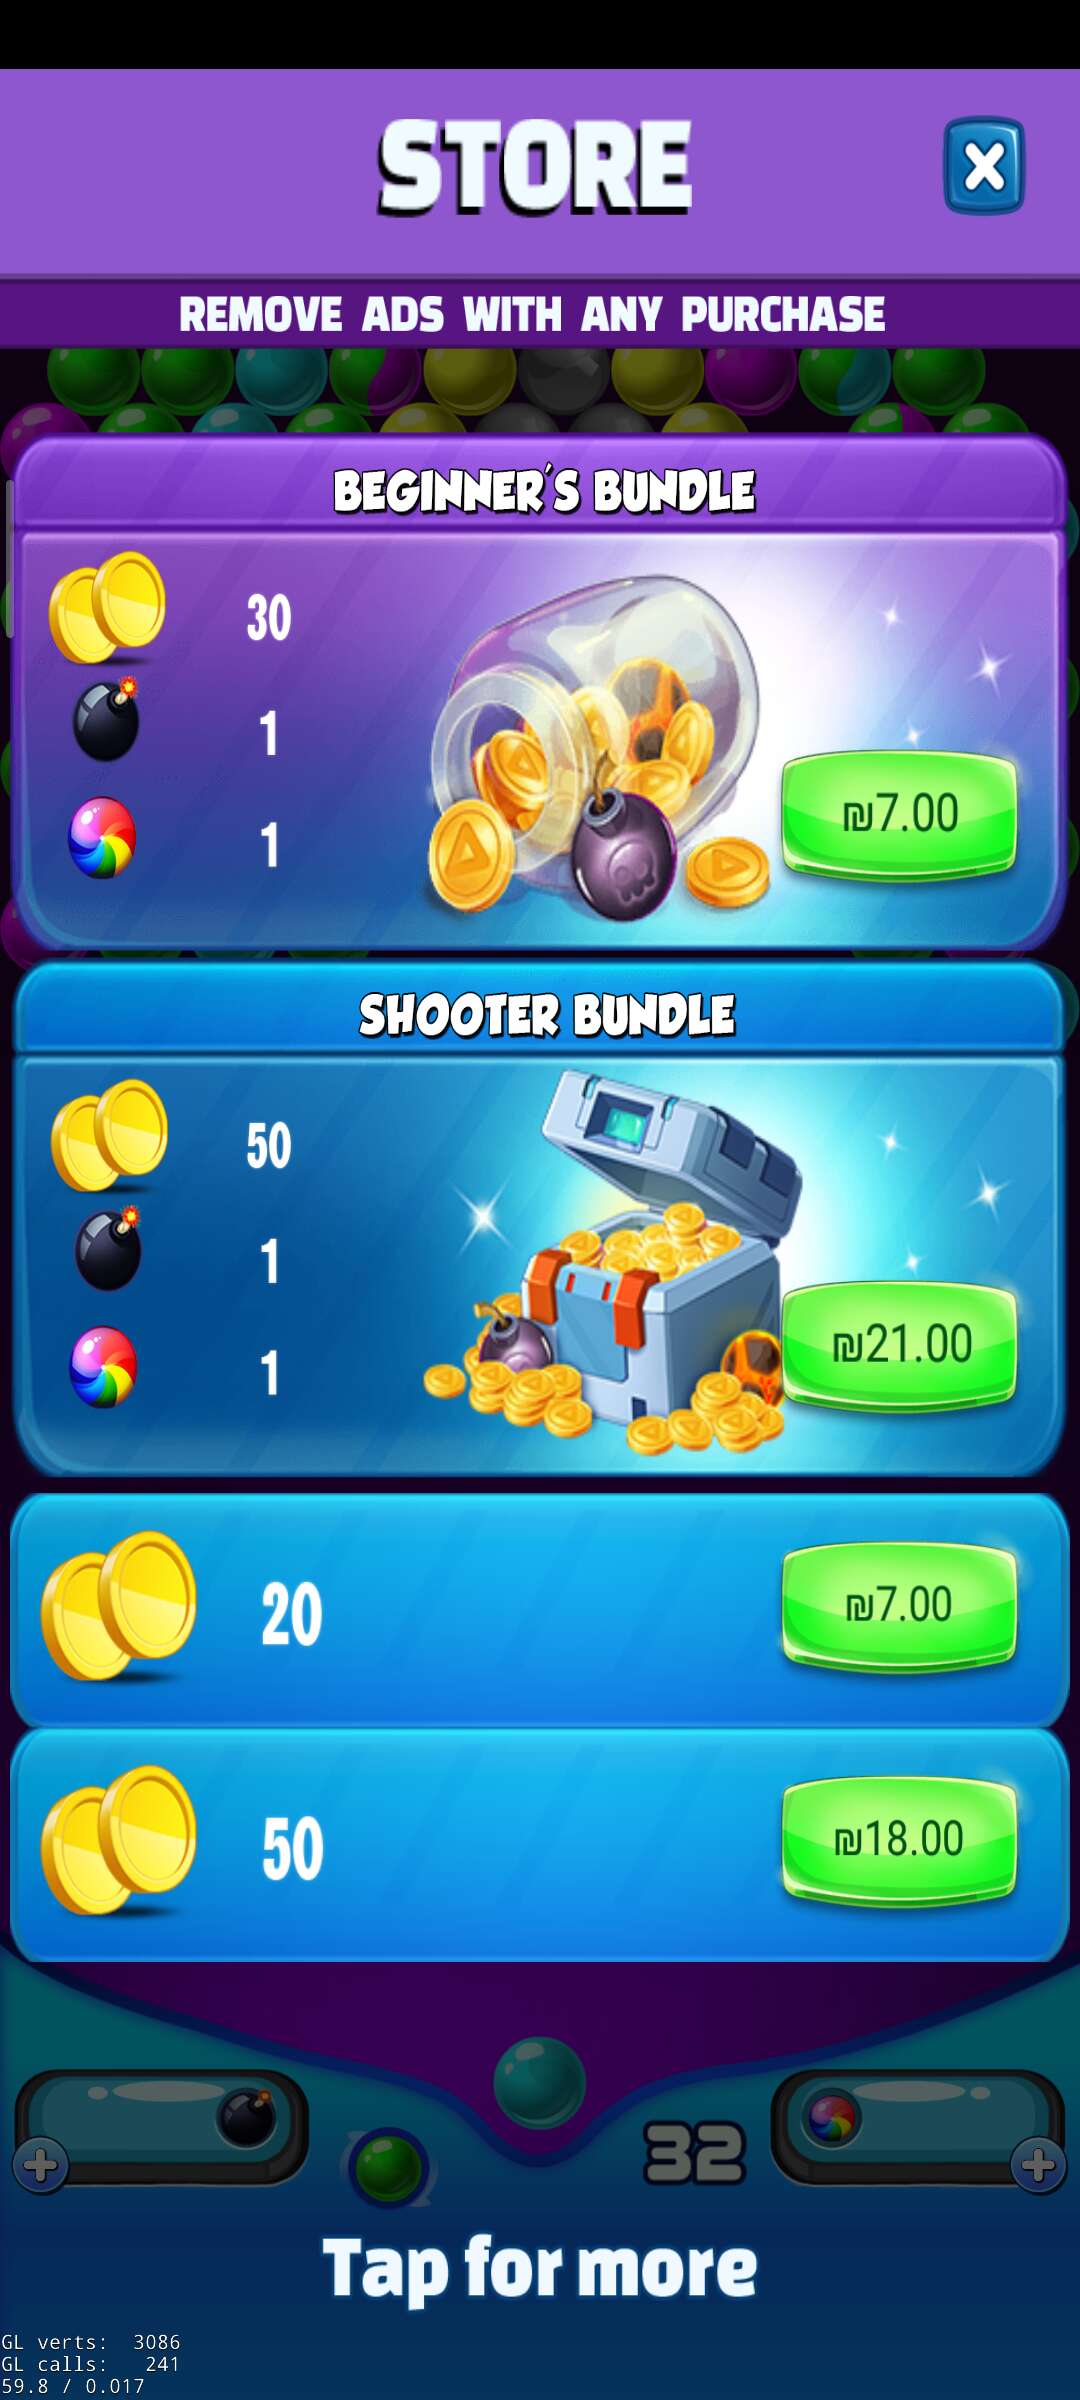 STORE
REMOVE ADS WITH ANY PURCHASE
BEGINNER'S BUNDLE
30
1
1
₪7.00
SHOOTER BUNDLE
50
1
1
₪21.00
20
₪7.00
50
₪18.00
32
Tap for more
GL verts: 3086
GL calls: 241
59.8 / 0.017